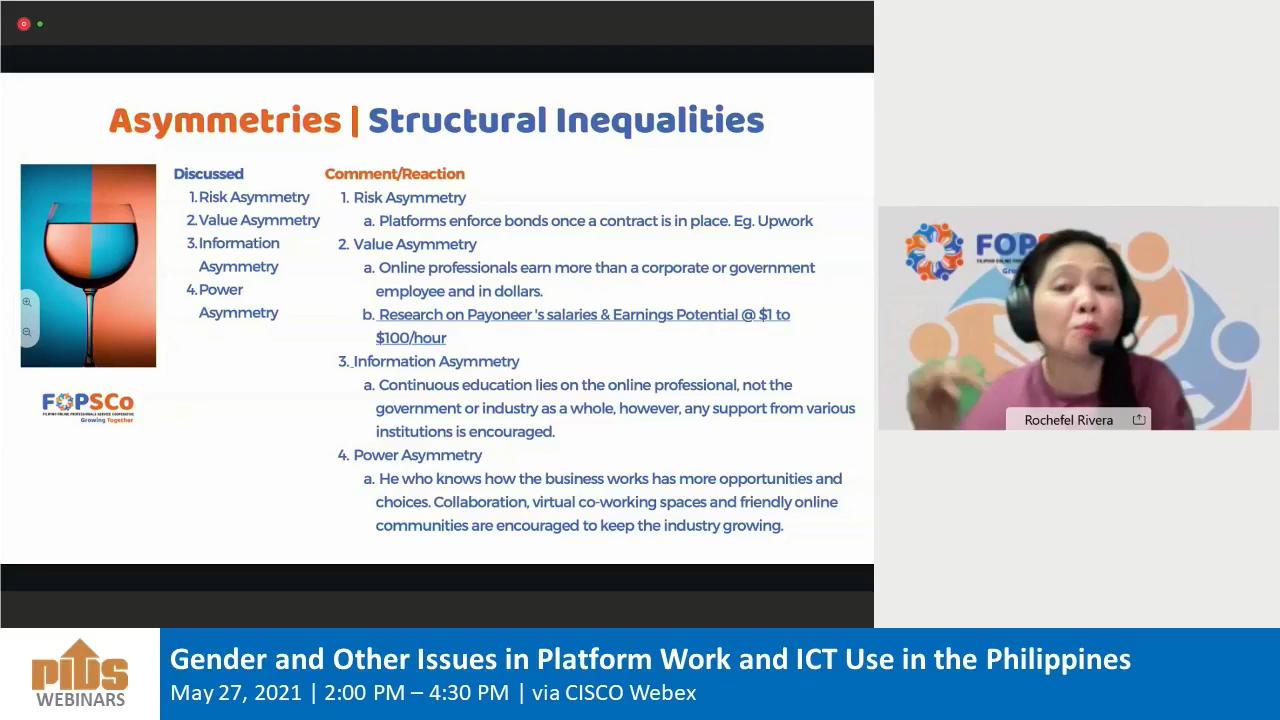 Asymmetries | Structural Inequalities
Discussed
1. Risk Asymmetry
2. Value Asymmetry
3. Information
Asymmetry
4. Power
Asymmetry
Comment/Reaction
1. Risk Asymmetry
a. Platforms enforce bonds once a contract is in place. Eg. Upwork
2. Value Asymmetry
a. Online professionals earn more than a corporate or government
employee and in dollars.
b. Research on Payoneer 's salaries & Earnings Potential @ $1 to
$100/hour
3. Information Asymmetry
a. Continuous education lies on the online professional, not the
government or industry as a whole, however, any support from various
institutions is encouraged.
4. Power Asymmetry
a. He who knows how the business works has more opportunities and
choices. Collaboration, virtual co-working spaces and friendly online
communities are encouraged to keep the industry growing.
FOPSCo
FILIPINO ONLINE PROFESSIONALS SERVICE COOPERATIVE
Growing Together
Rochefel Rivera
PIDS
WEBINARS
Gender and Other Issues in Platform Work and ICT Use in the Philippines
May 27, 2021 | 2:00 PM – 4:30 PM | via CISCO Webex